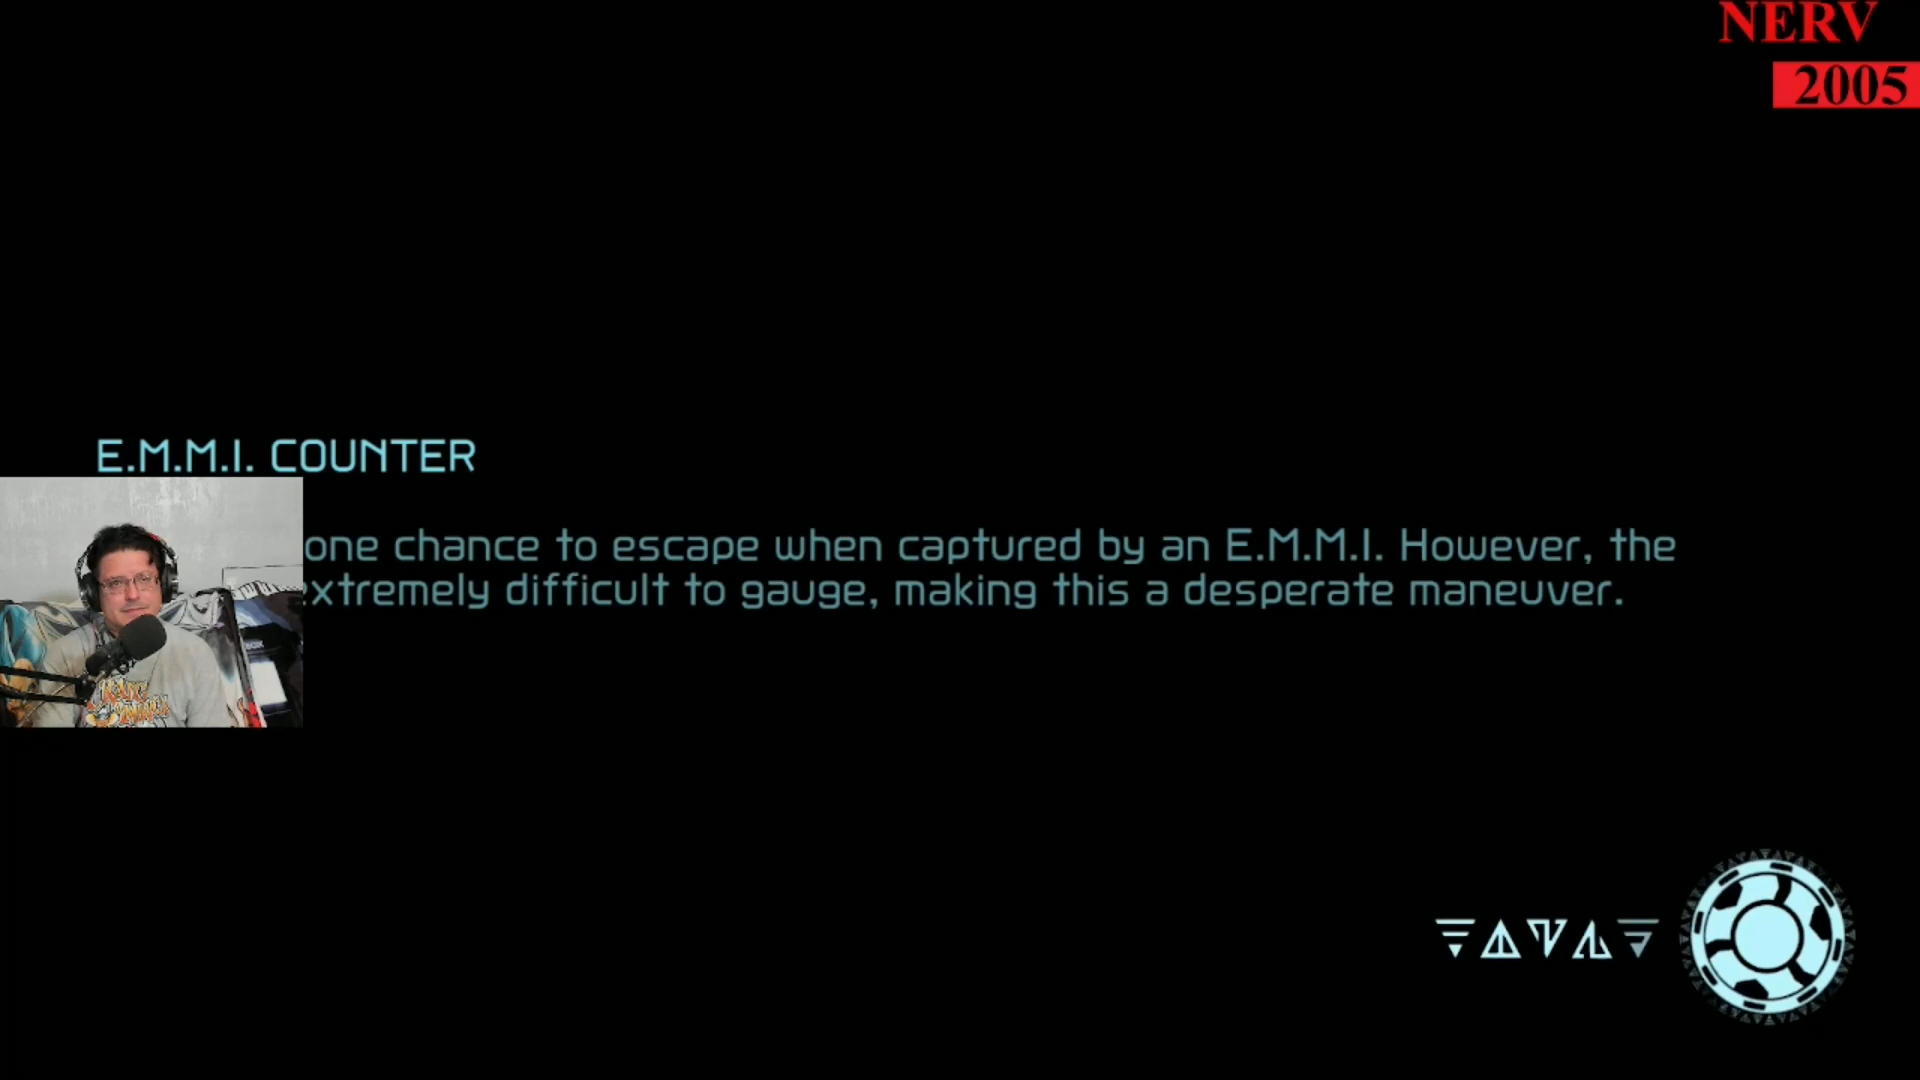 NERV
2005
E.M.M.I. COUNTER
one chance to escape when captured by an E.M.M.I. However, the
extremely difficult to gauge, making this a desperate maneuver.